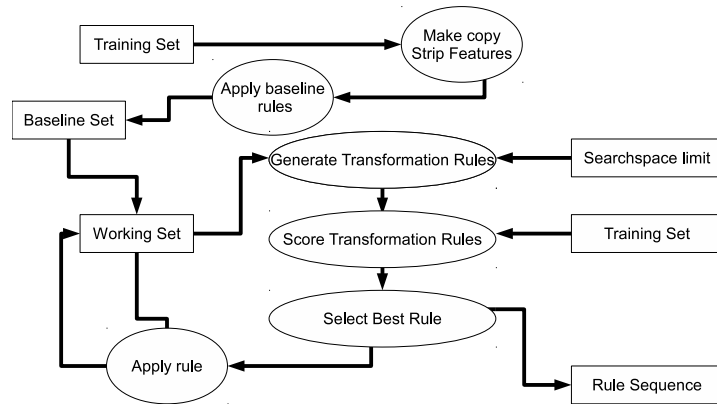 Training Set
Make copy
Strip Features
Apply baseline
rules
Baseline Set
Generate Transformation Rules
Searchspace limit
Working Set
Score Transformation Rules
Training Set
Select Best Rule
Apply rule
Rule Sequence